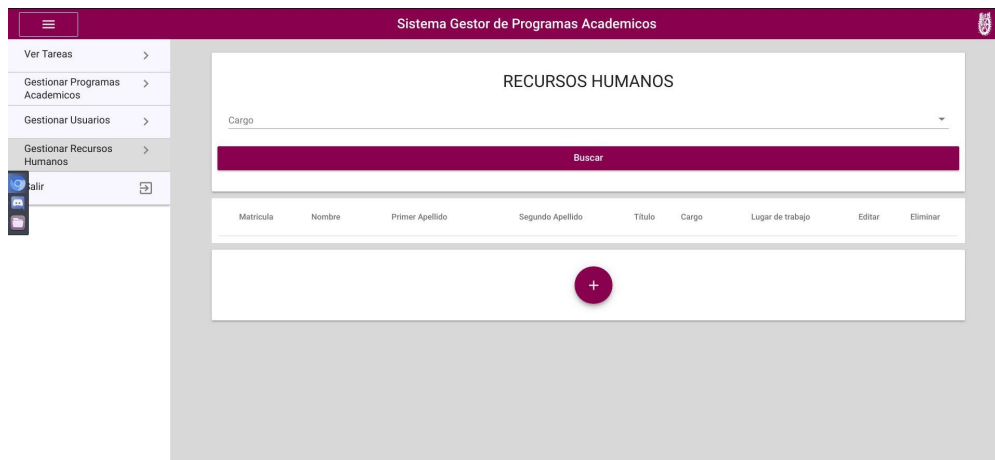 Sistema Gestor de Programas Academicos
Ver Tareas
Gestionar Programas
Academicos
Gestionar Usuarios
Gestionar Recursos
Humanos
alir
RECURSOS HUMANOS
Cargo
Buscar
Matricula Nombre Primer Apellido Segundo Apellido Título Cargo Lugar de trabajo Editar Eliminar
+